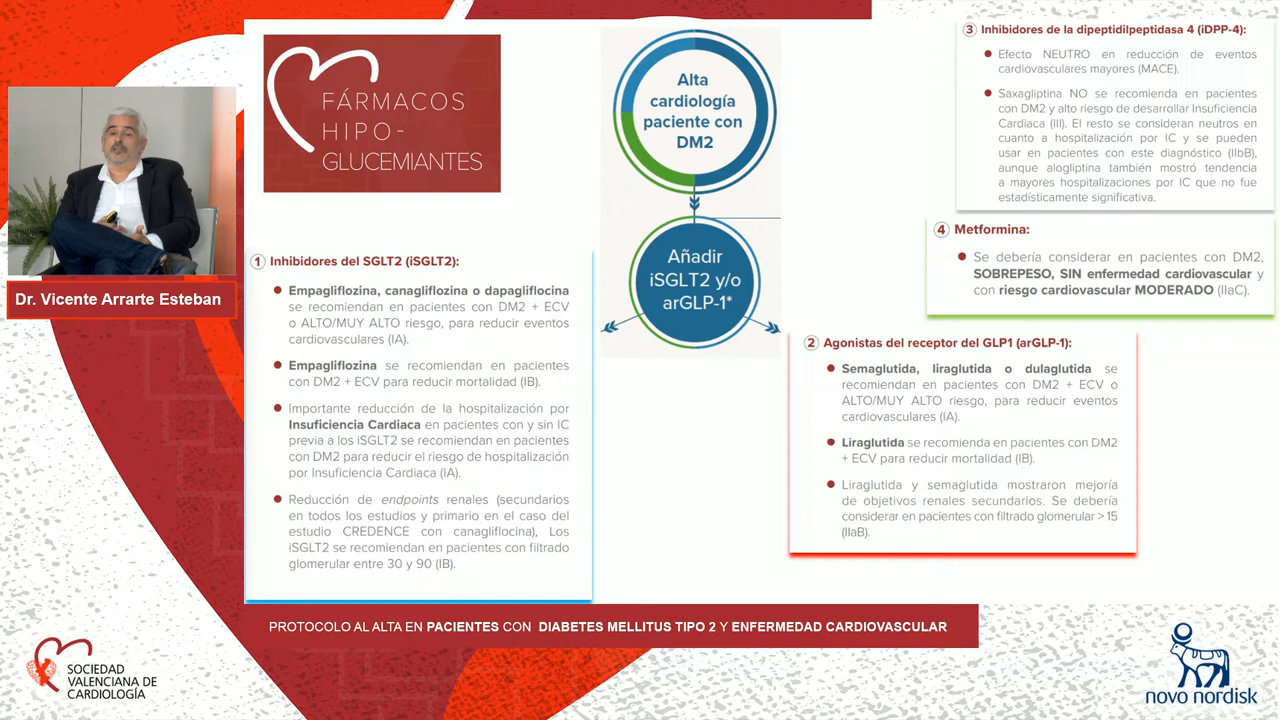 FÁRMACOS
HIPO-
GLUCEMIANTES
Alta
cardiología
paciente con
DM2
Añadir
iSGLT2 y/o
arGLP-1*
Dr. Vicente Arrarte Esteban
1 Inhibidores del SGLT2 (iSGLT2):
● Empagliflozina, canagliflozina o dapagliflocina
se recomiendan en pacientes con DM2 + ECV
o ALTO/MUY ALTO riesgo, para reducir eventos
cardiovasculares (IA).
● Empagliflozina se recomiendan en pacientes
con DM2 + ECV para reducir mortalidad (IB).
● Importante reducción de la hospitalización por
Insuficiencia Cardiaca en pacientes con y sin IC
previa a los iSGLT2 se recomiendan en pacientes
con DM2 para reducir el riesgo de hospitalización
por Insuficiencia Cardiaca (IA).
● Reducción de endpoints renales (secundarios
en todos los estudios y primario en el caso del
estudio CREDENCE con canagliflocina), Los
iSGLT2 se recomiendan en pacientes con filtrado
glomerular entre 30 y 90 (IB).
2 Agonistas del receptor del GLP1 (arGLP-1):
● Semaglutida, liraglutida o dulaglutida se
recomiendan en pacientes con DM2 + ECV o
ALTO/MUY ALTO riesgo, para reducir eventos
cardiovasculares (IA).
● Liraglutida se recomienda en pacientes con DM2
+ ECV para reducir mortalidad (IB).
● Liraglutida y semaglutida mostraron mejoría
de objetivos renales secundarios. Se debería
considerar en pacientes con filtrado glomerular > 15
(IIaB).
3 Inhibidores de la dipeptidilpeptidasa 4 (iDPP-4):
● Efecto NEUTRO en reducción de eventos
cardiovasculares mayores (MACE).
● Saxagliptina NO se recomienda en pacientes
con DM2 y alto riesgo de desarrollar Insuficiencia
Cardiaca (III). El resto se consideran neutros en
cuanto a hospitalización por IC y se pueden
usar en pacientes con este diagnóstico (IIbB),
aunque alogliptina también mostró tendencia
a mayores hospitalizaciones por IC que no fue
estadísticamente significativa.
4 Metformina:
● Se debería considerar en pacientes con DM2,
SOBREPESO, SIN enfermedad cardiovascular y
con riesgo cardiovascular MODERADO (IIaC).
PROTOCOLO AL ALTA EN PACIENTES CON DIABETES MELLITUS TIPO 2 Y ENFERMEDAD CARDIOVASCULAR
SOCIEDAD
VALENCIANA DE
CARDIOLOGÍA
novo nordisk